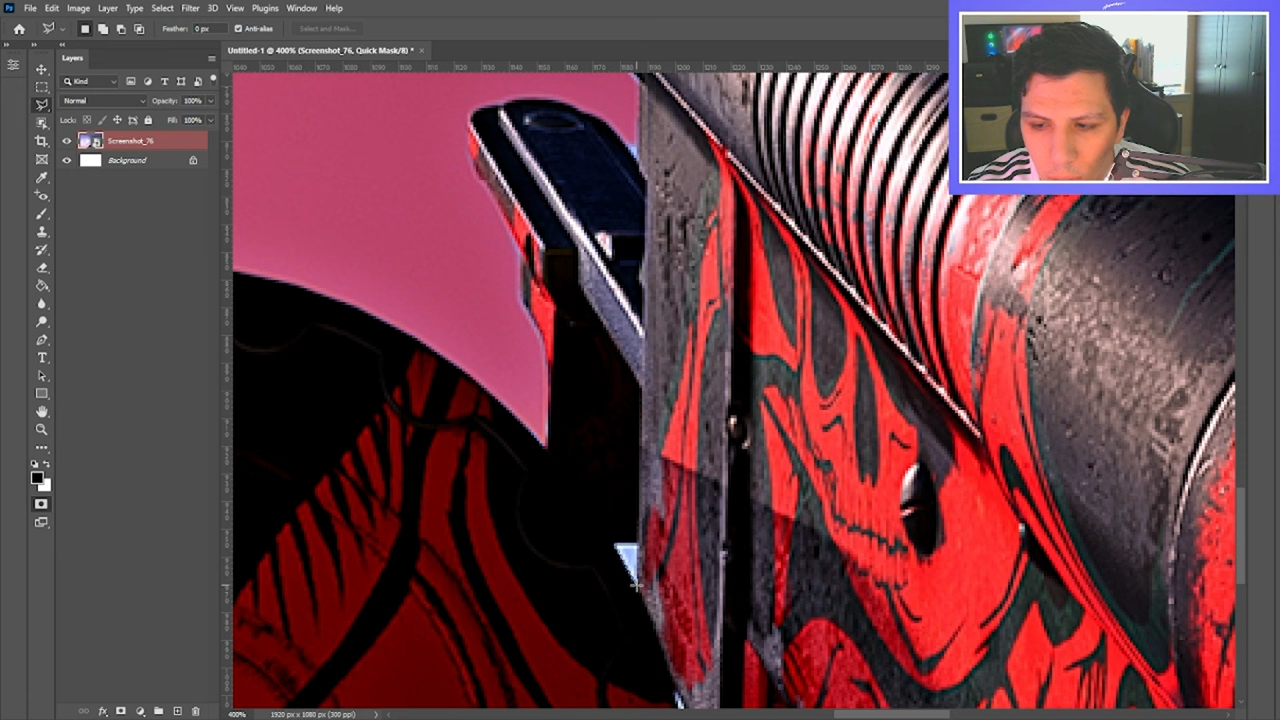 File Edit Image Layer Type Select Filter 3D View Plugins Window Help
Feather: 0 px Anti-alias Select and Mask...
Untitled-1 @ 400% (Screenshot_76, Quick Mask/8) *
Layers
Kind
Normal Opacity: 100%
Lock: Fill: 100%
Screenshot_76
Background
400% 1920 px x 1080 px (300 ppi)